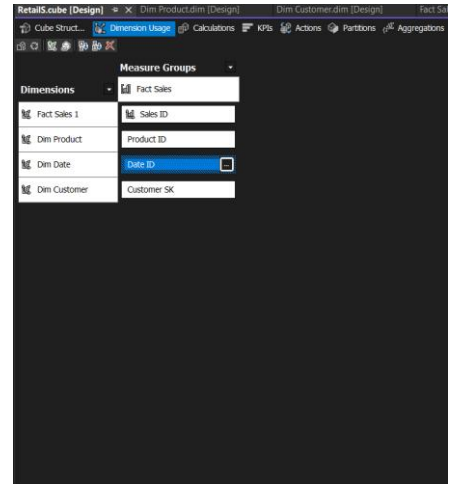 RetailS.cube [Design] Dim Product.dim [Design] Dim Customer.dim [Design] Fact Sal
Cube Struct... Dimension Usage Calculations KPIs Actions Partitions Aggregations
Measure Groups
Dimensions Fact Sales
Fact Sales 1 Sales ID
Dim Product Product ID
Dim Date Date ID ...
Dim Customer Customer SK